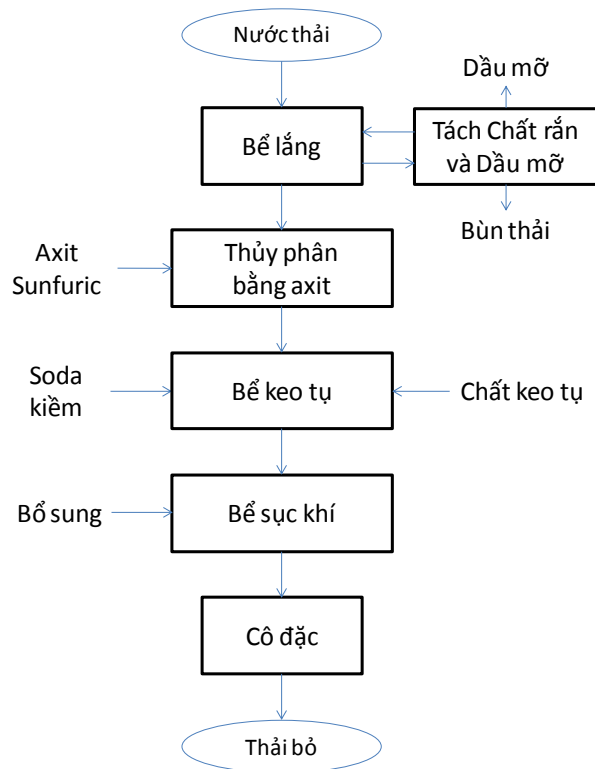 Nước thải
Dầu mỡ
Bể lắng
Tách Chất rắn
và Dầu mỡ
Bùn thải
Axit
Sunfuric
Thủy phân
bằng axit
Soda
kiềm
Bể keo tụ
Chất keo tụ
Bổ sung
Bể sục khí
Cô đặc
Thải bỏ